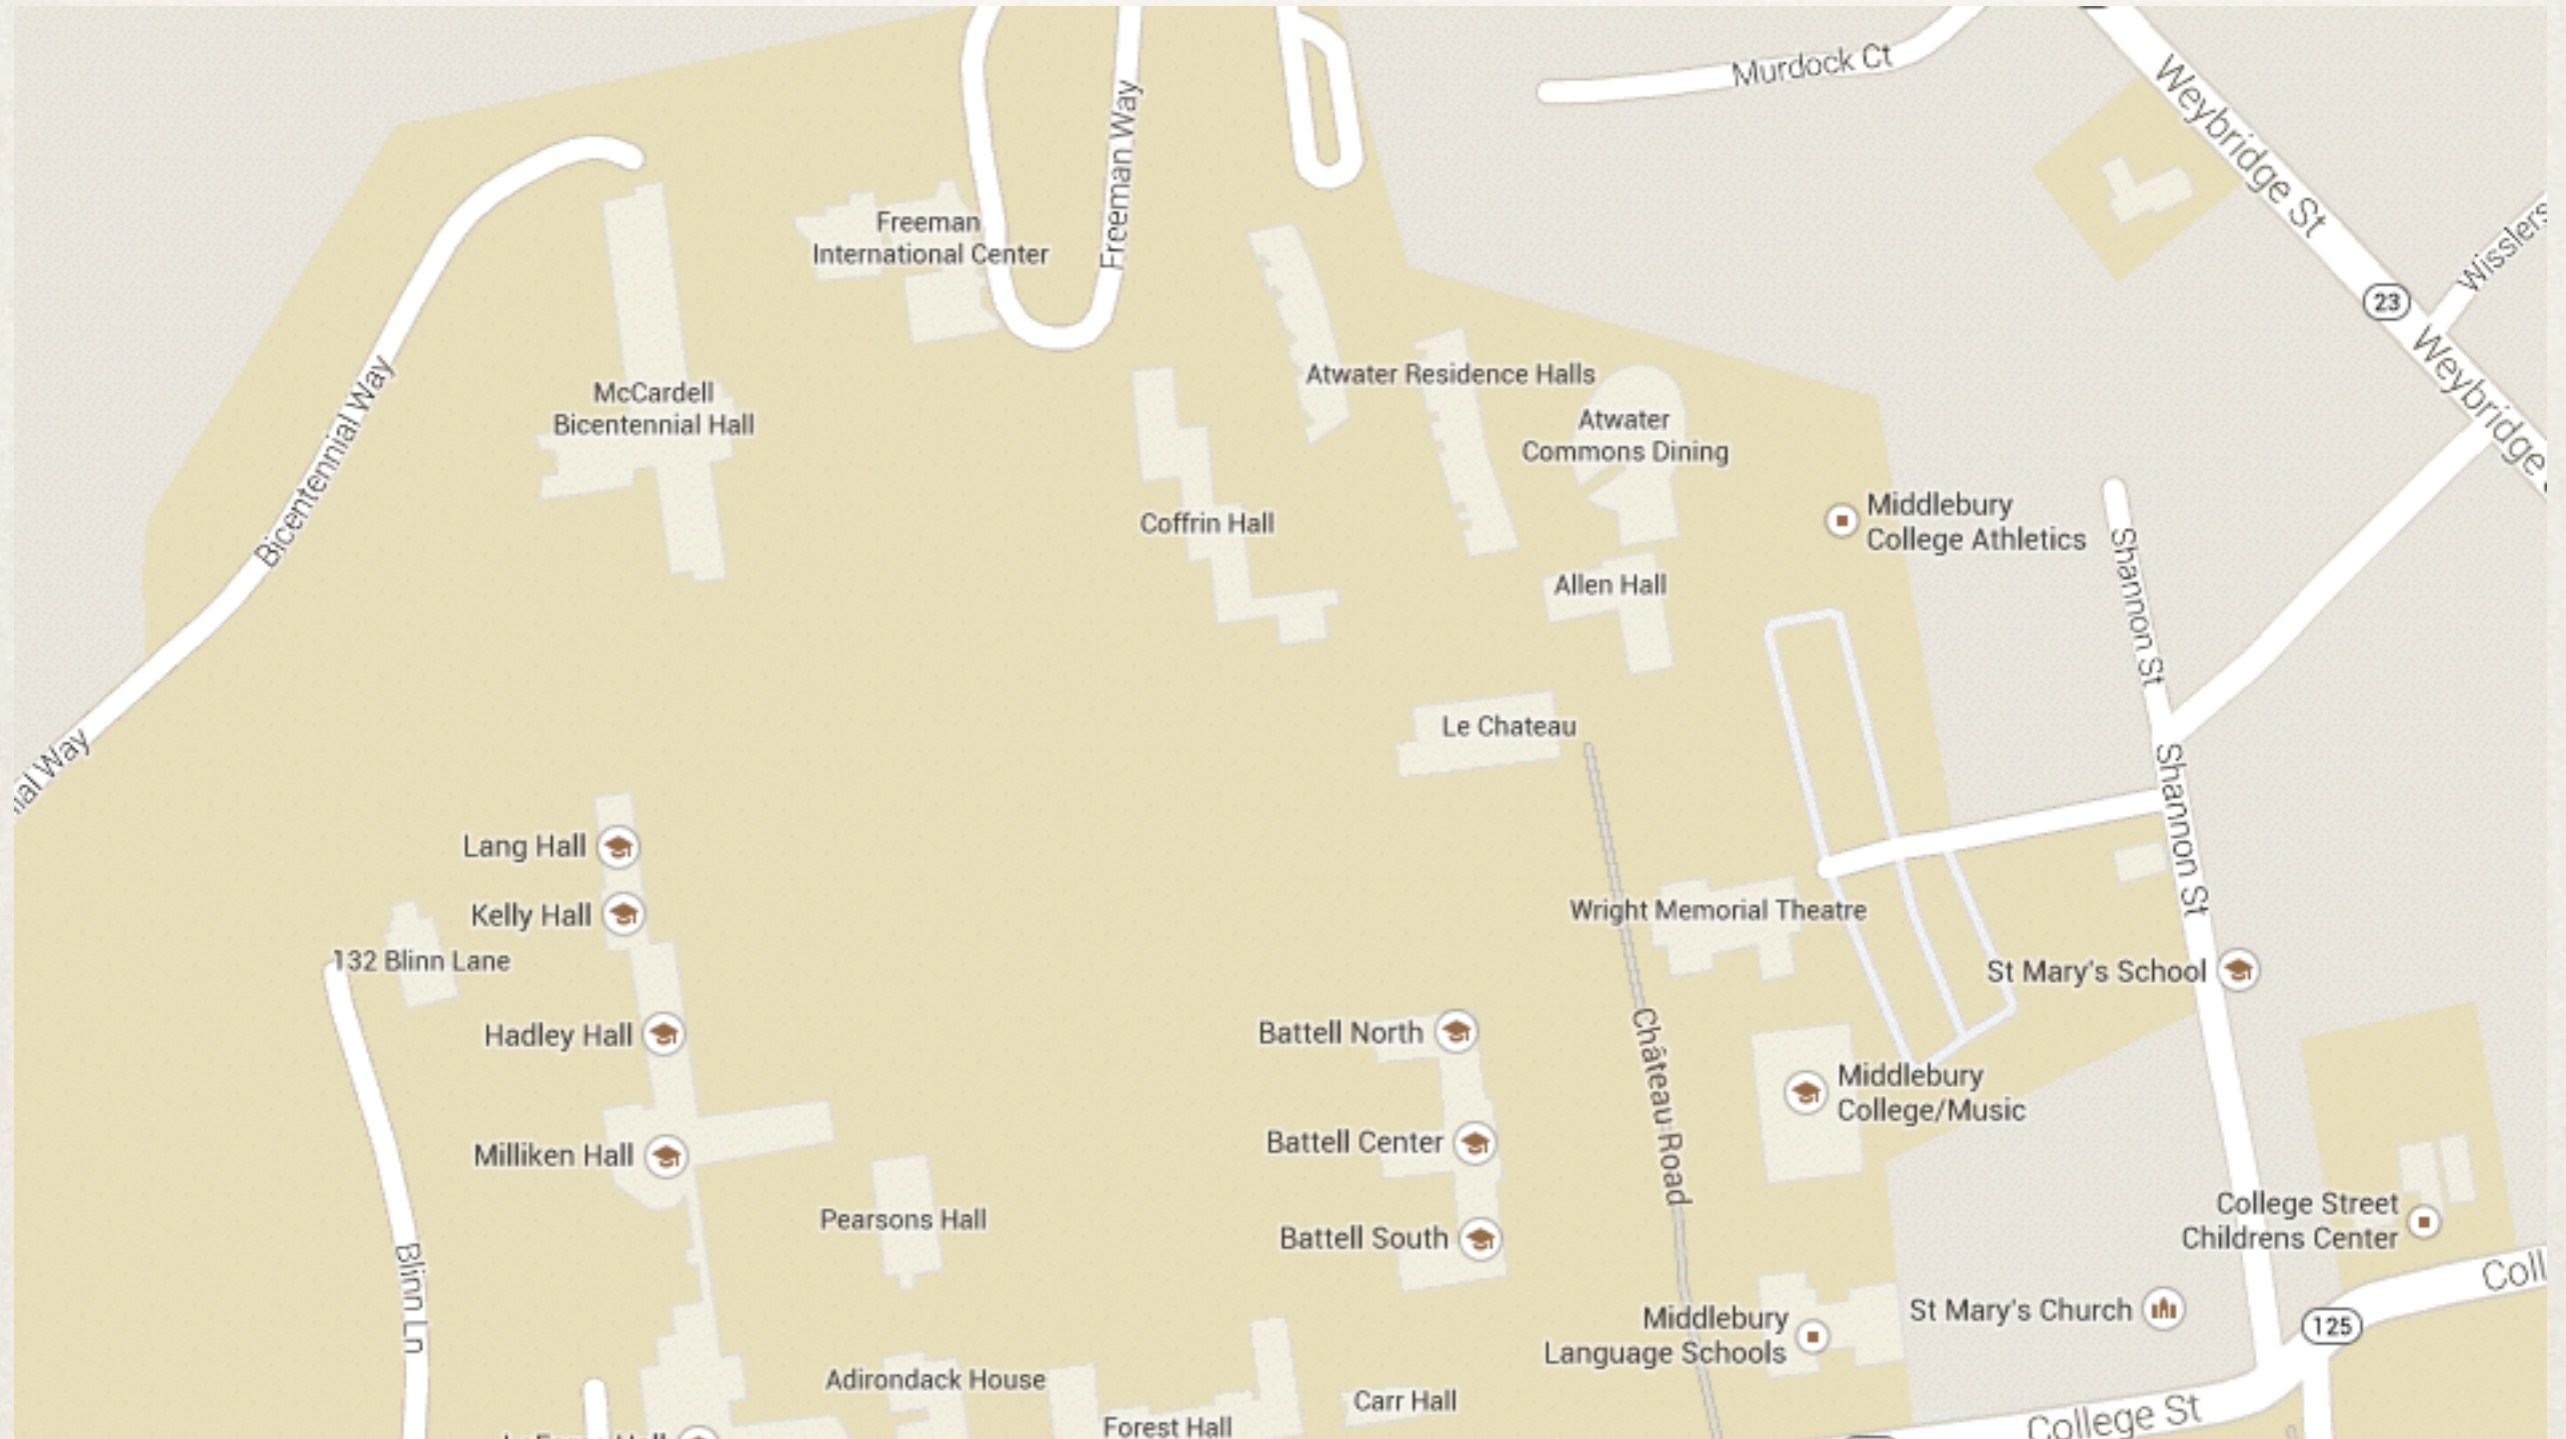 Murdock Ct
Weybridge St
Freeman Way
Freeman
International Center
Wisslers
23
Weybridge
McCardell
Bicentennial Hall
Atwater Residence Halls
Atwater
Commons Dining
Bicentennial Way
Coffrin Hall
Middlebury
College Athletics
Allen Hall
Shannon St
Le Chateau
ial Way
Shannon St
Lang Hall
Kelly Hall
Wright Memorial Theatre
132 Blinn Lane
St Mary's School
Hadley Hall
Battell North
Château Road
Middlebury
College/Music
Milliken Hall
Battell Center
Pearsons Hall
Battell South
College Street
Childrens Center
Blinn Ln
Coll
Middlebury
Language Schools
St Mary's Church
125
Adirondack House
Carr Hall
Forest Hall
College St